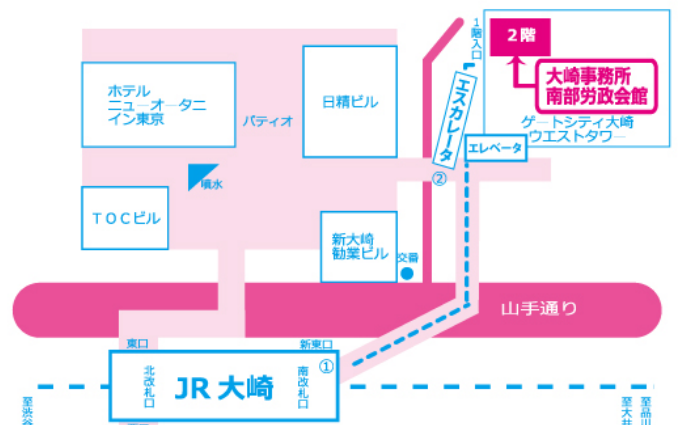 1階入口
2階
大崎事務所
南部労政会館
ゲートシティ大崎
ウエストタワー
エスカレータ
エレベータ
②
ホテル
ニューオータニ
イン東京
パティオ
日精ビル
噴水
TOCビル
新大崎
勧業ビル
交番
山手通り
東口
新東口
①
北改札口
JR大崎
南改札口
至渋谷
至大井
至品川